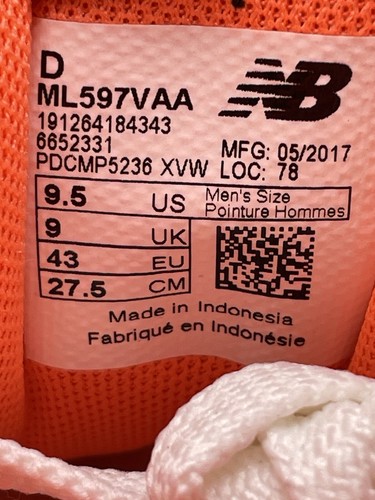 D
NB
ML597VAA
191264184343
6652331
MFG: 05/2017
PDCMP5236 XVW LOC: 78
9.5 US Men's Size
Pointure Hommes
9 UK
43 EU
27.5 CM
Made in Indonesia
Fabriqué en Indonésie